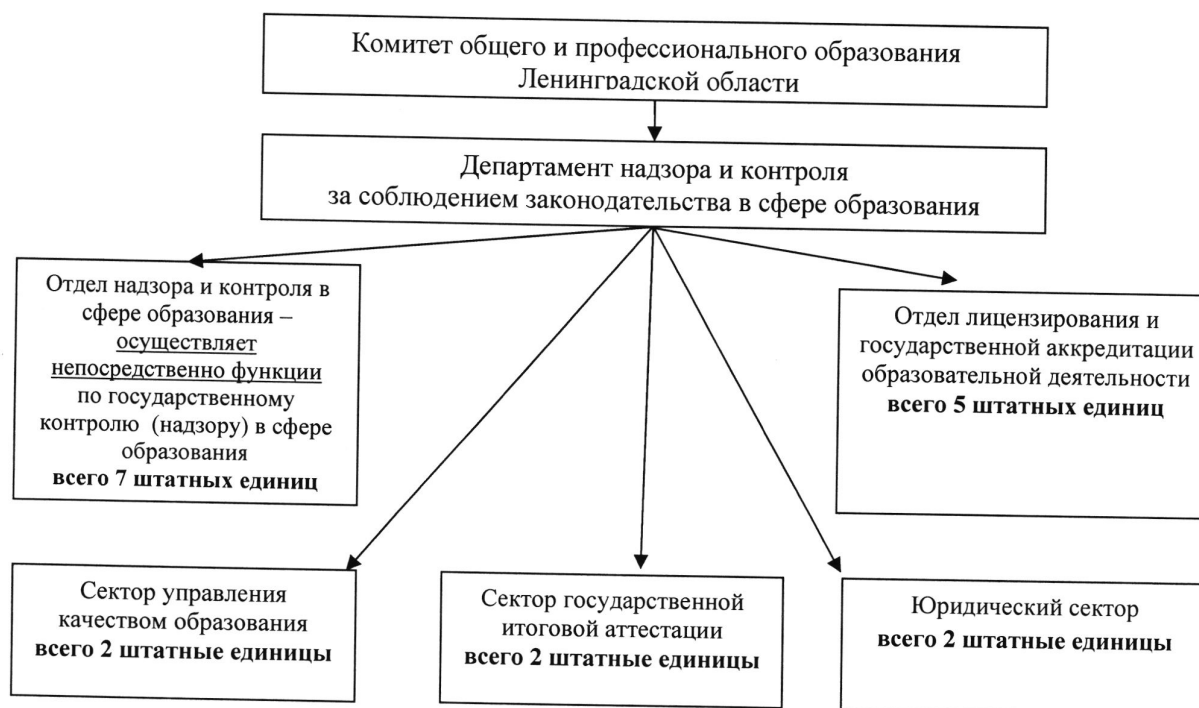 Комитет общего и профессионального образования
Ленинградской области
Департамент надзора и контроля
за соблюдением законодательства в сфере образования
Отдел надзора и контроля в
сфере образования –
осуществляет
непосредственно функции
по государственному
контролю (надзору) в сфере
образования
всего 7 штатных единиц
Отдел лицензирования и
государственной аккредитации
образовательной деятельности
всего 5 штатных единиц
Сектор управления
качеством образования
всего 2 штатные единицы
Сектор государственной
итоговой аттестации
всего 2 штатные единицы
Юридический сектор
всего 2 штатные единицы